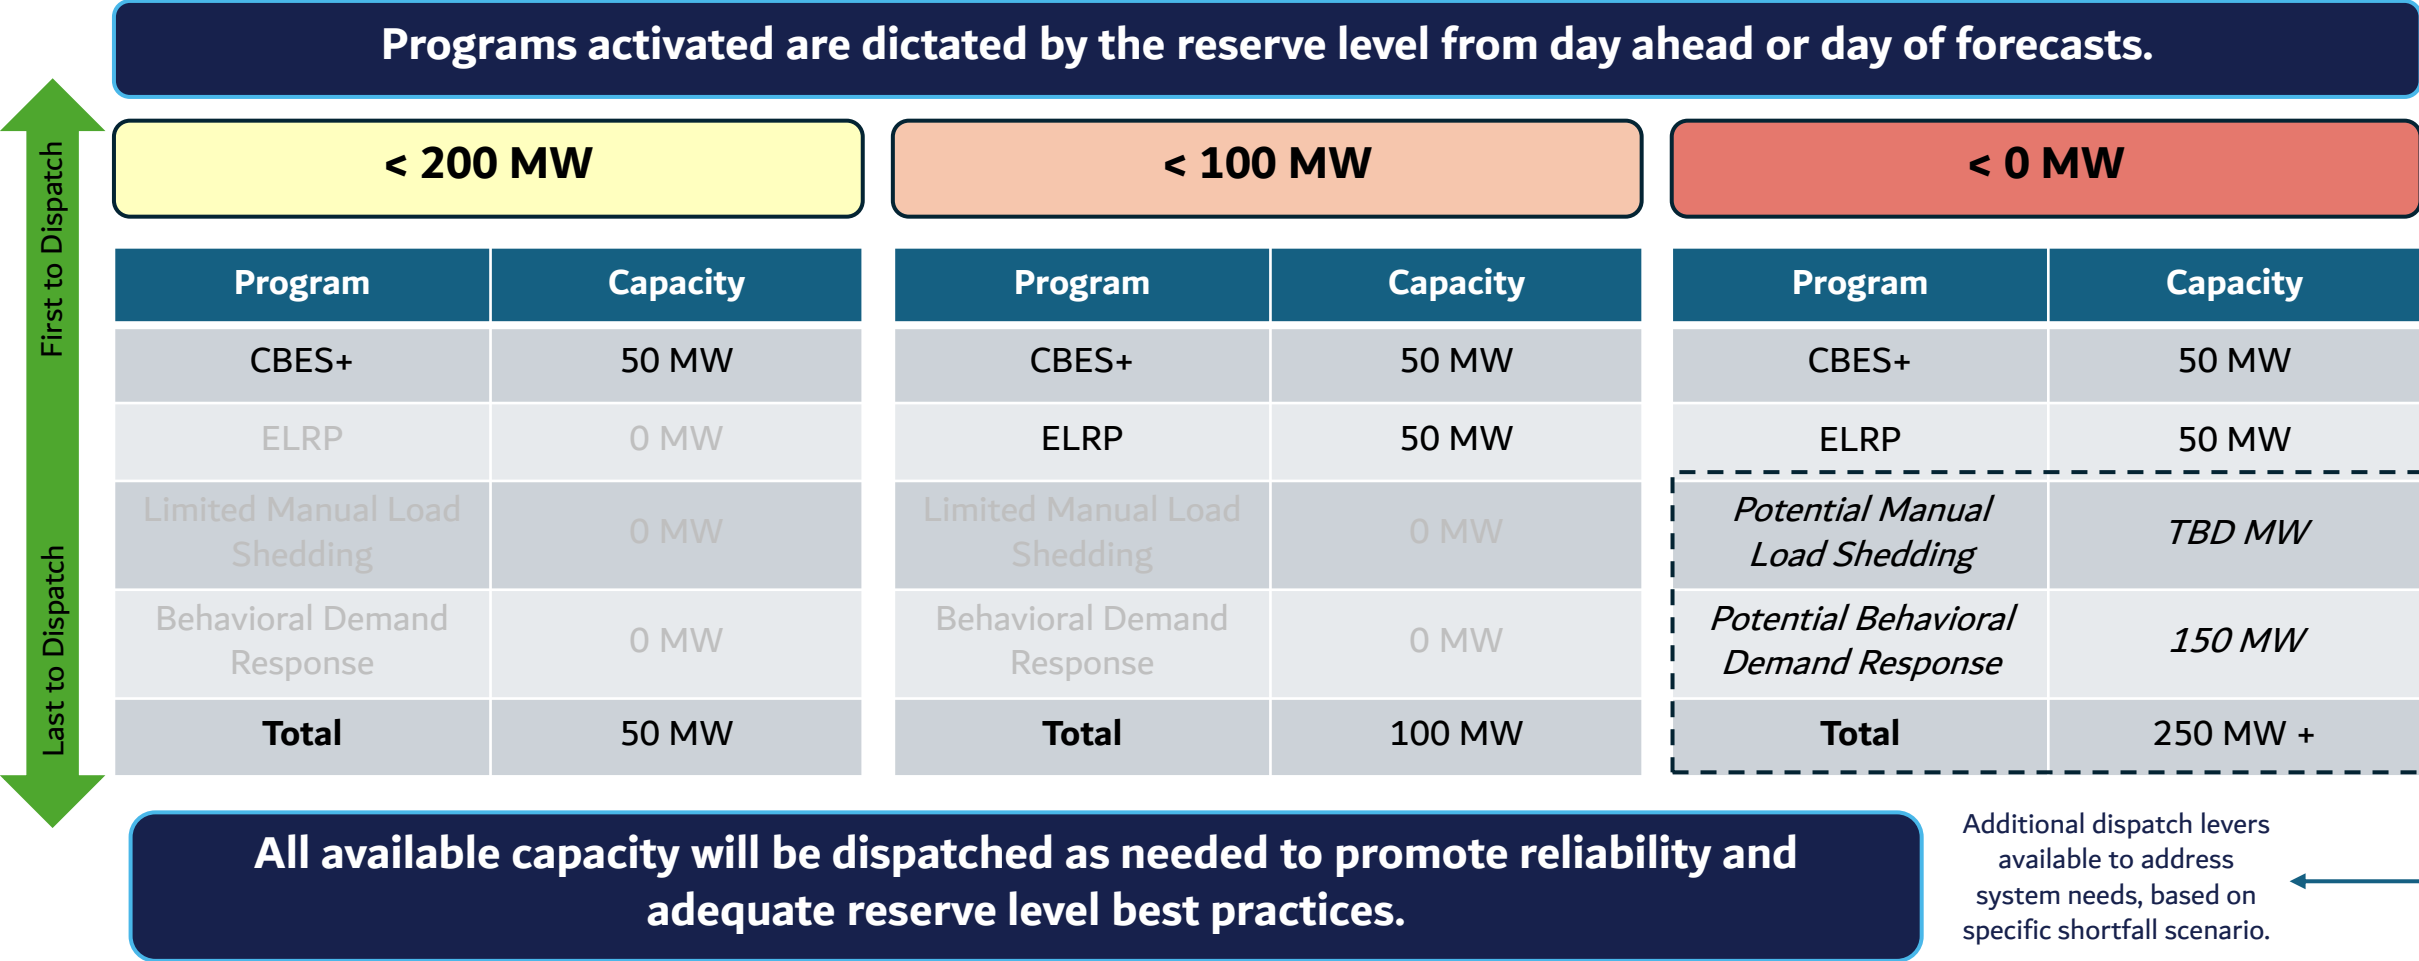 Programs activated are dictated by the reserve level from day ahead or day of forecasts.
First to Dispatch
Last to Dispatch
< 200 MW
Program Capacity
CBES+ 50 MW
ELRP 0 MW
Limited Manual Load
Shedding
0 MW
Behavioral Demand
Response
0 MW
Total 50 MW
< 100 MW
Program Capacity
CBES+ 50 MW
ELRP 50 MW
Limited Manual Load
Shedding
0 MW
Behavioral Demand
Response
0 MW
Total 100 MW
< 0 MW
Program Capacity
CBES+ 50 MW
ELRP 50 MW
Potential Manual
Load Shedding
TBD MW
Potential Behavioral
Demand Response
150 MW
Total 250 MW +
All available capacity will be dispatched as needed to promote reliability and
adequate reserve level best practices.
Additional dispatch levers
available to address
system needs, based on
specific shortfall scenario.